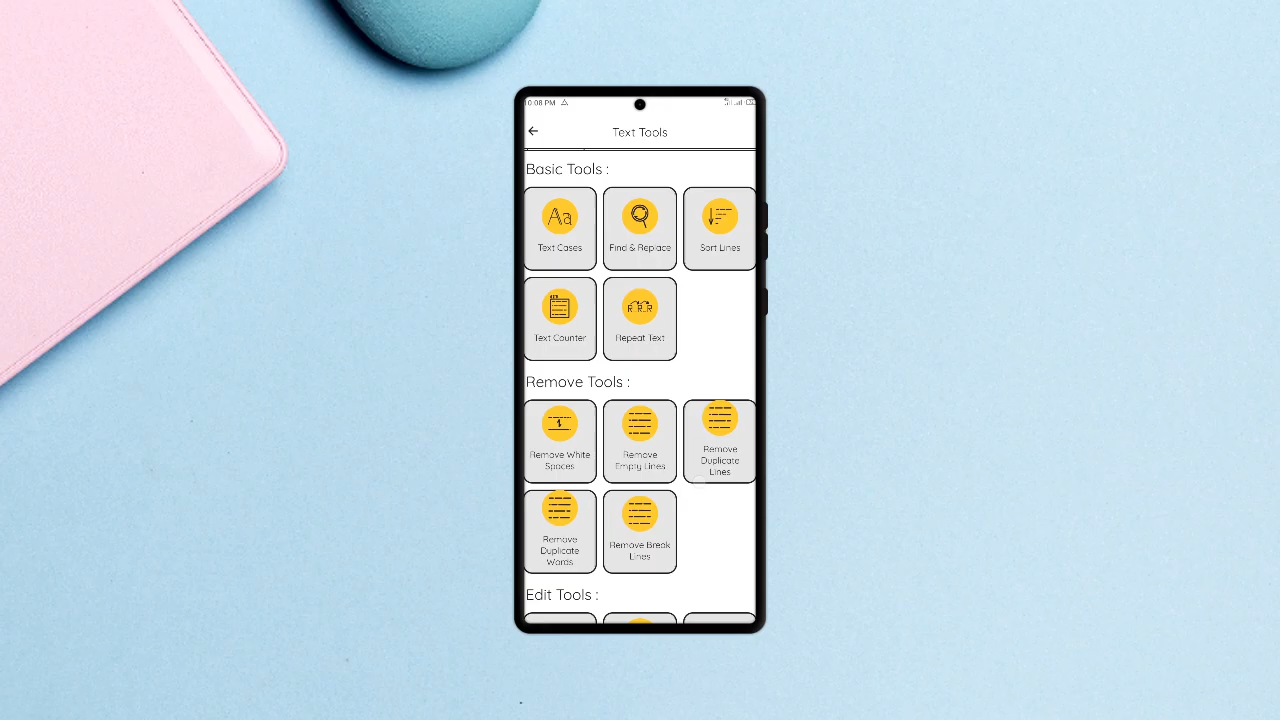 10:08 PM
Text Tools
Basic Tools :
Aa
Text Cases
Find & Replace
Sort Lines
Text Counter
R R R
Repeat Text
Remove Tools :
Remove White
Spaces
Remove
Empty Lines
Remove
Duplicate
Lines
Remove
Duplicate
Words
Remove Break
Lines
Edit Tools :